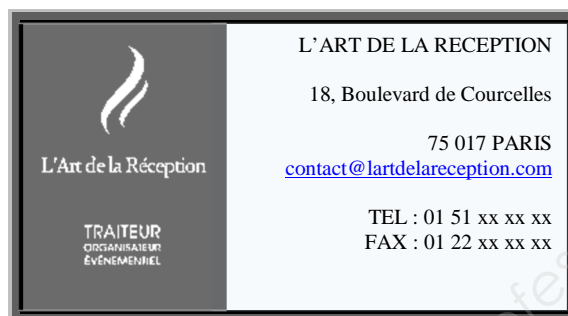 L'Art de la Réception
TRAITEUR
ORGANISATEUR
ÉVÉNEMENTIEL
L'ART DE LA RECEPTION
18, Boulevard de Courcelles
75 017 PARIS
contact@lartdelareception.com
TEL : 01 51 xx xx xx
FAX : 01 22 xx xx xx